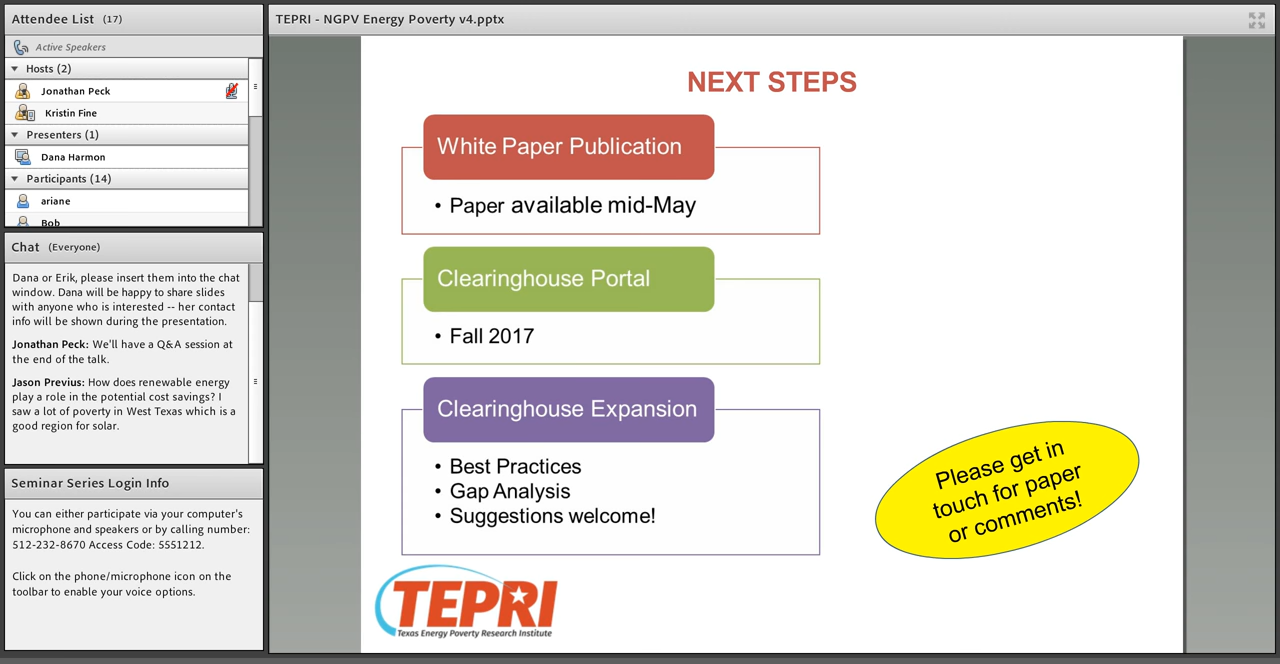 Attendee List (17)
Active Speakers
Hosts (2)
Jonathan Peck
Kristin Fine
Presenters (1)
Dana Harmon
Participants (14)
ariane
Bob
Chat (Everyone)
Dana or Erik, please insert them into the chat
window. Dana will be happy to share slides
with anyone who is interested -- her contact
info will be shown during the presentation.
Jonathan Peck: We'll have a Q&A session at
the end of the talk.
Jason Previus: How does renewable energy
play a role in the potential cost savings? I
saw a lot of poverty in West Texas which is a
good region for solar.
Seminar Series Login Info
You can either participate via your computer's
microphone and speakers or by calling number:
512-232-8670 Access Code: 5551212.
Click on the phone/microphone icon on the
toolbar to enable your voice options.
TEPRI - NGPV Energy Poverty v4.pptx
NEXT STEPS
White Paper Publication
• Paper available mid-May
Clearinghouse Portal
• Fall 2017
Clearinghouse Expansion
• Best Practices
• Gap Analysis
• Suggestions welcome!
Please get in
touch for paper
or comments!
TEPRI
Texas Energy Poverty Research Institute